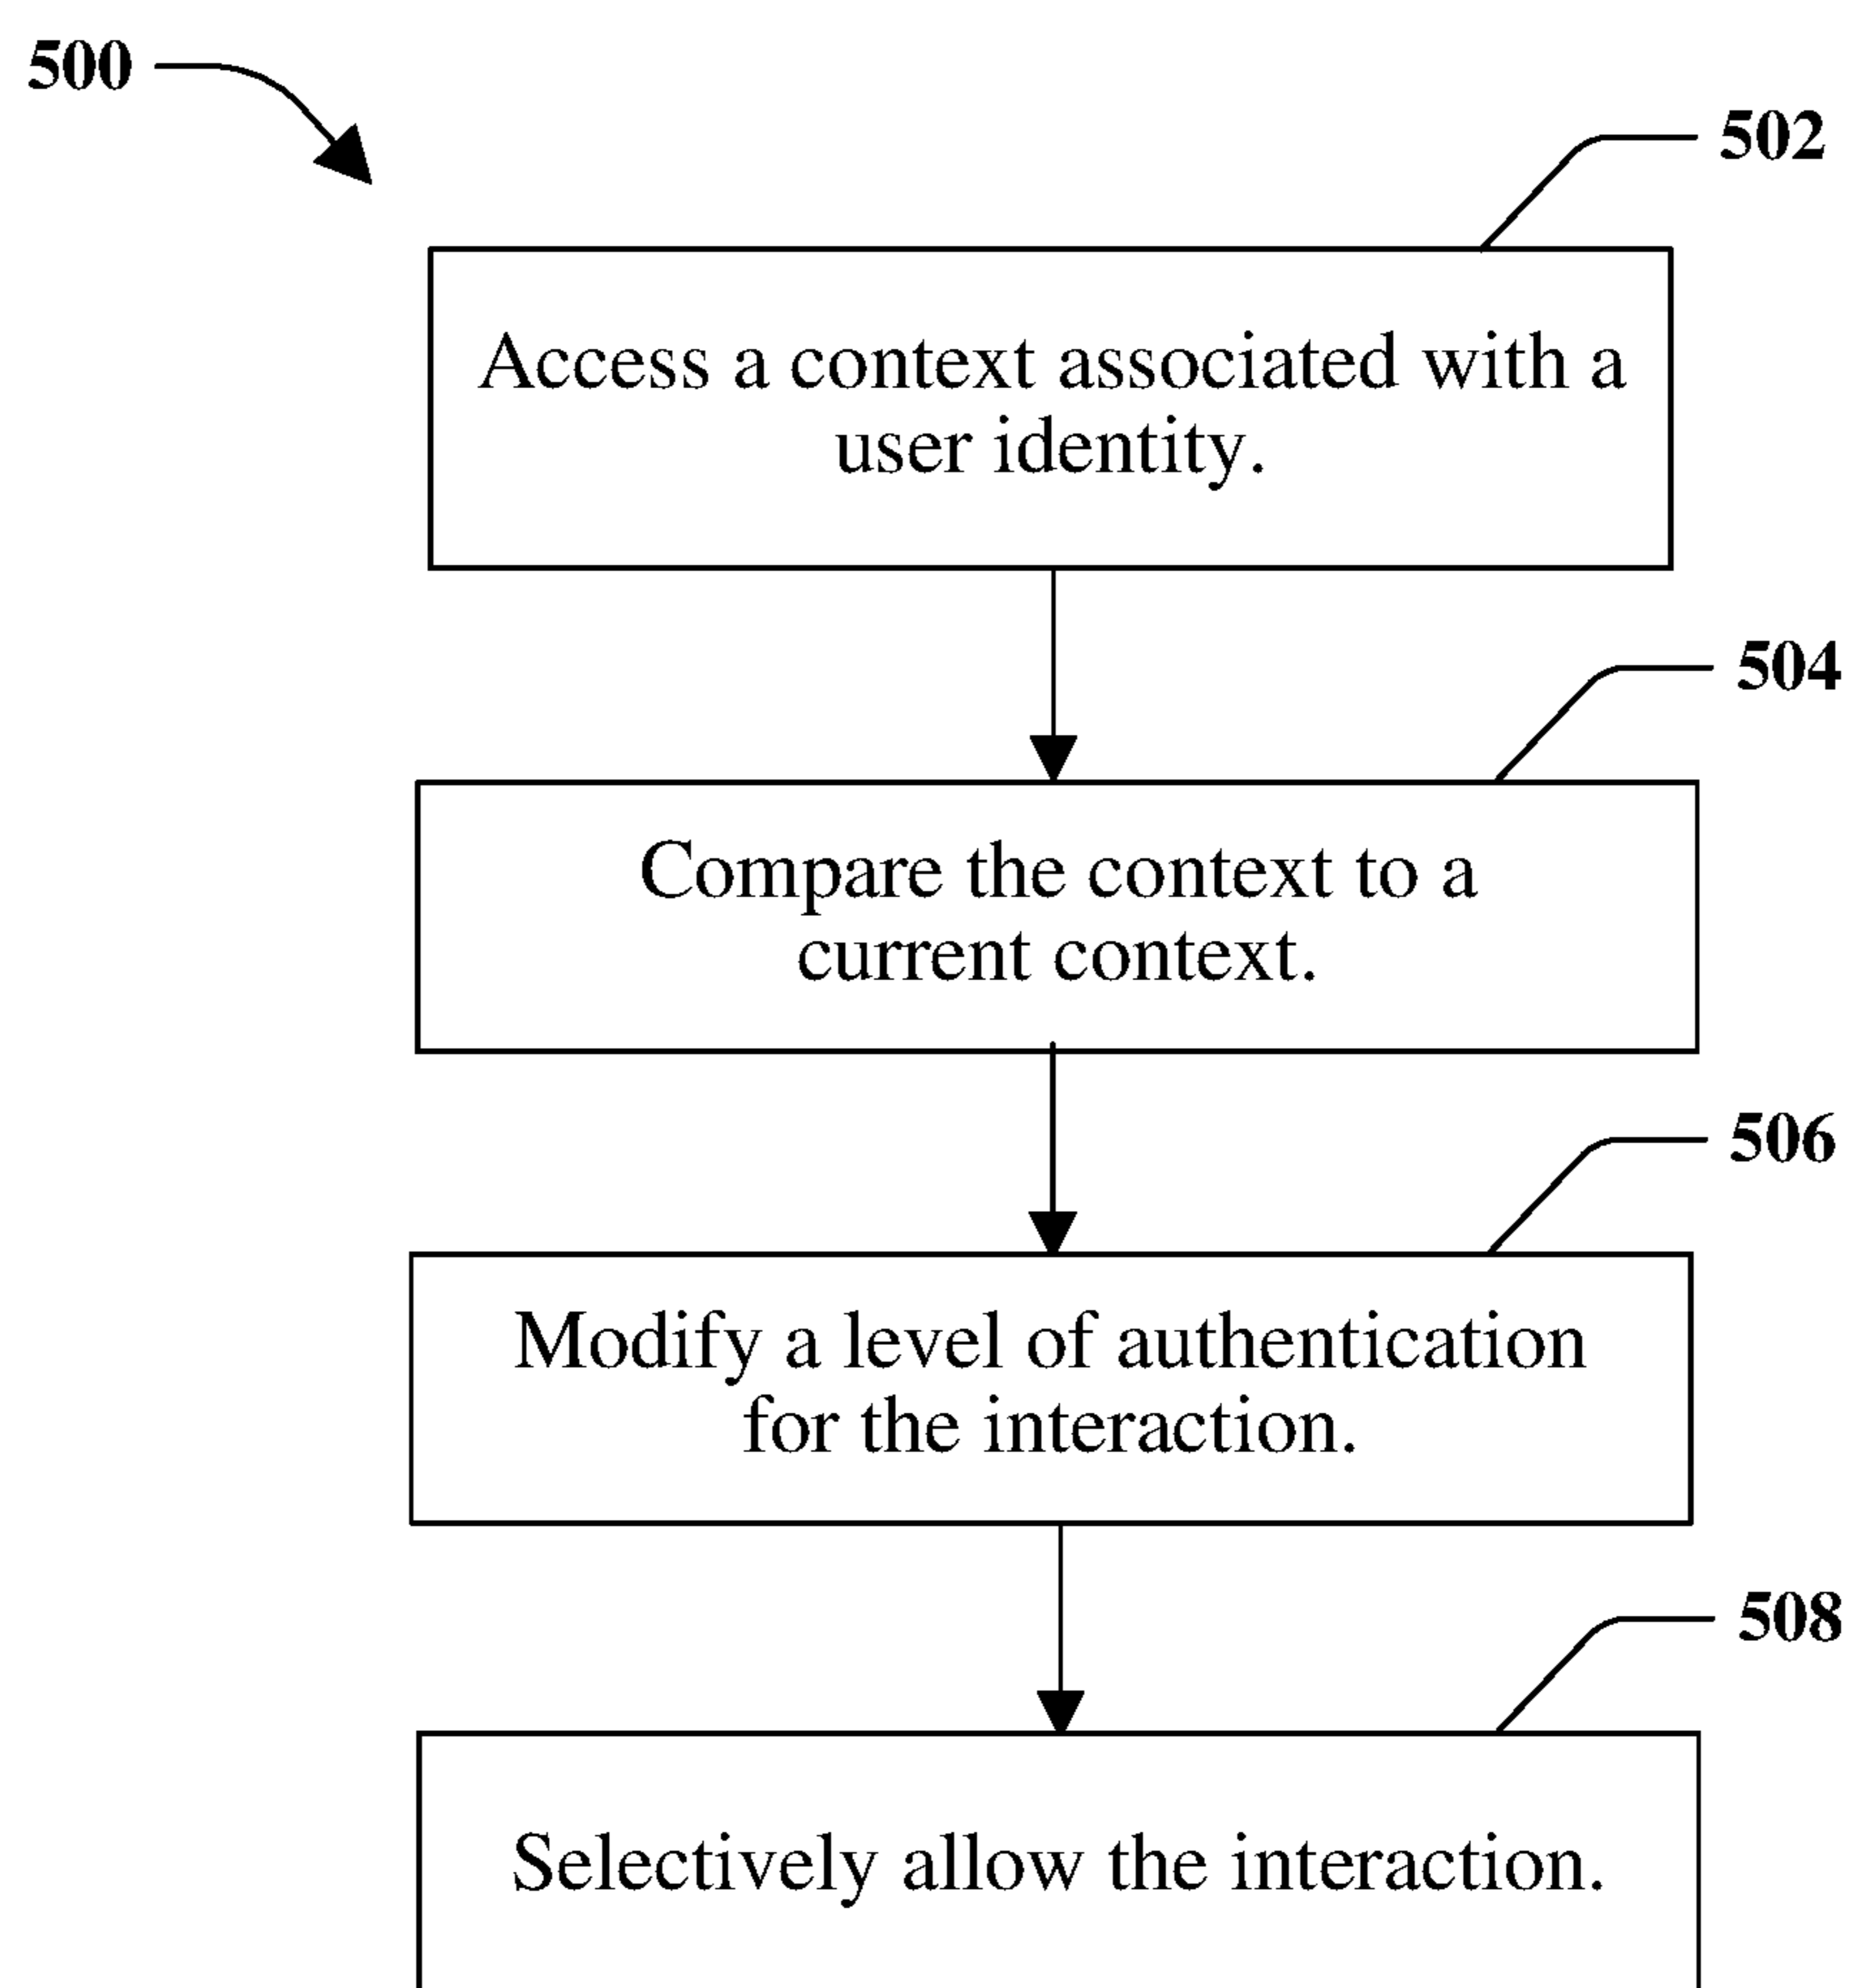 500
502
Access a context associated with a
user identity.
504
Compare the context to a
current context.
506
Modify a level of authentication
for the interaction.
508
Selectively allow the interaction.